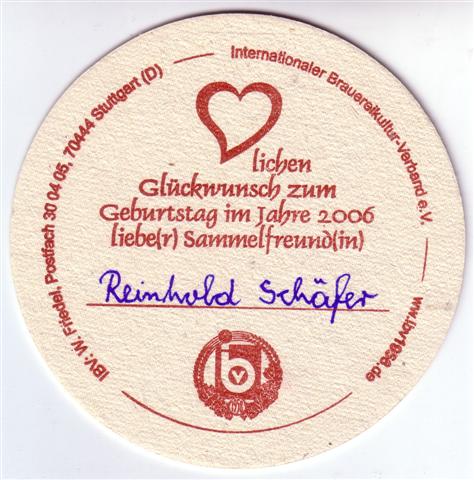 Internationaler Brauereikultur-Verband e.V.
IBV: W. Friedel, Postfach 30 04 05, 70444 Stuttgart (D)
www.ibv1958.de
lichen
Glückwunsch zum
Geburtstag im Jahre 2006
liebe(r) Sammelfreund(in)
Reinhold Schäfer
ibv